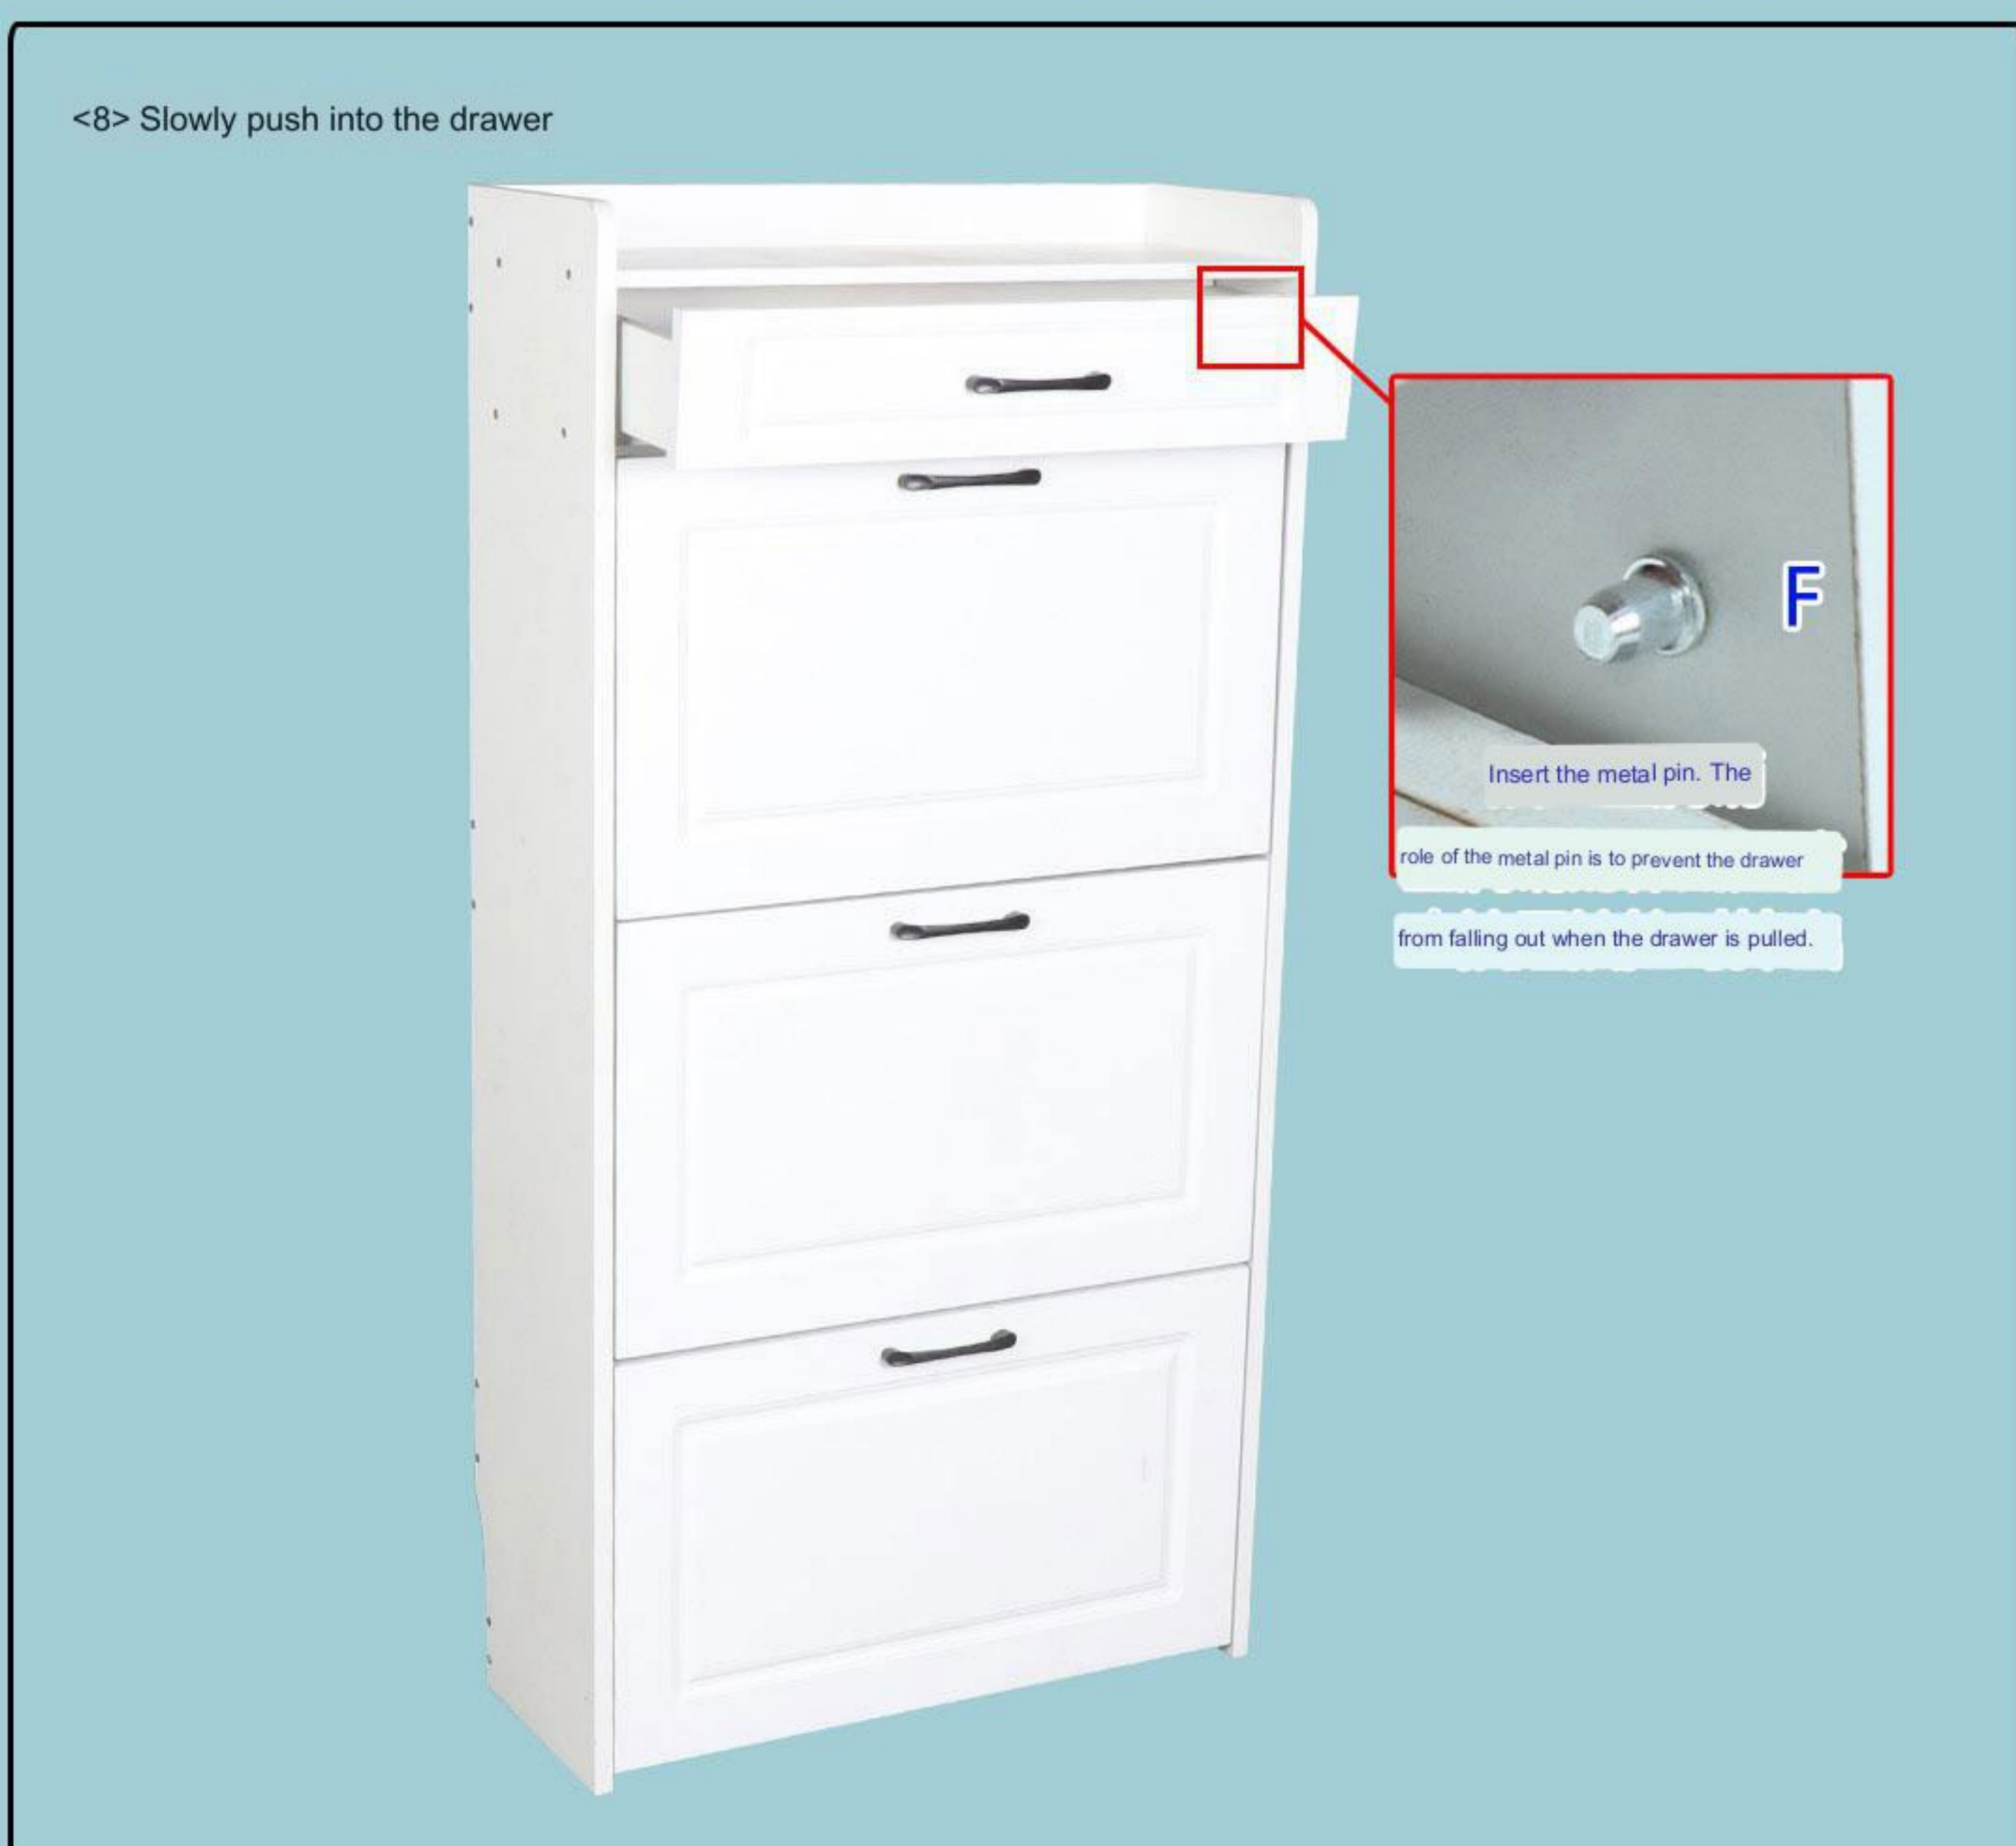 <8> Slowly push into the drawer
F
Insert the metal pin. The
role of the metal pin is to prevent the drawer
from falling out when the drawer is pulled.